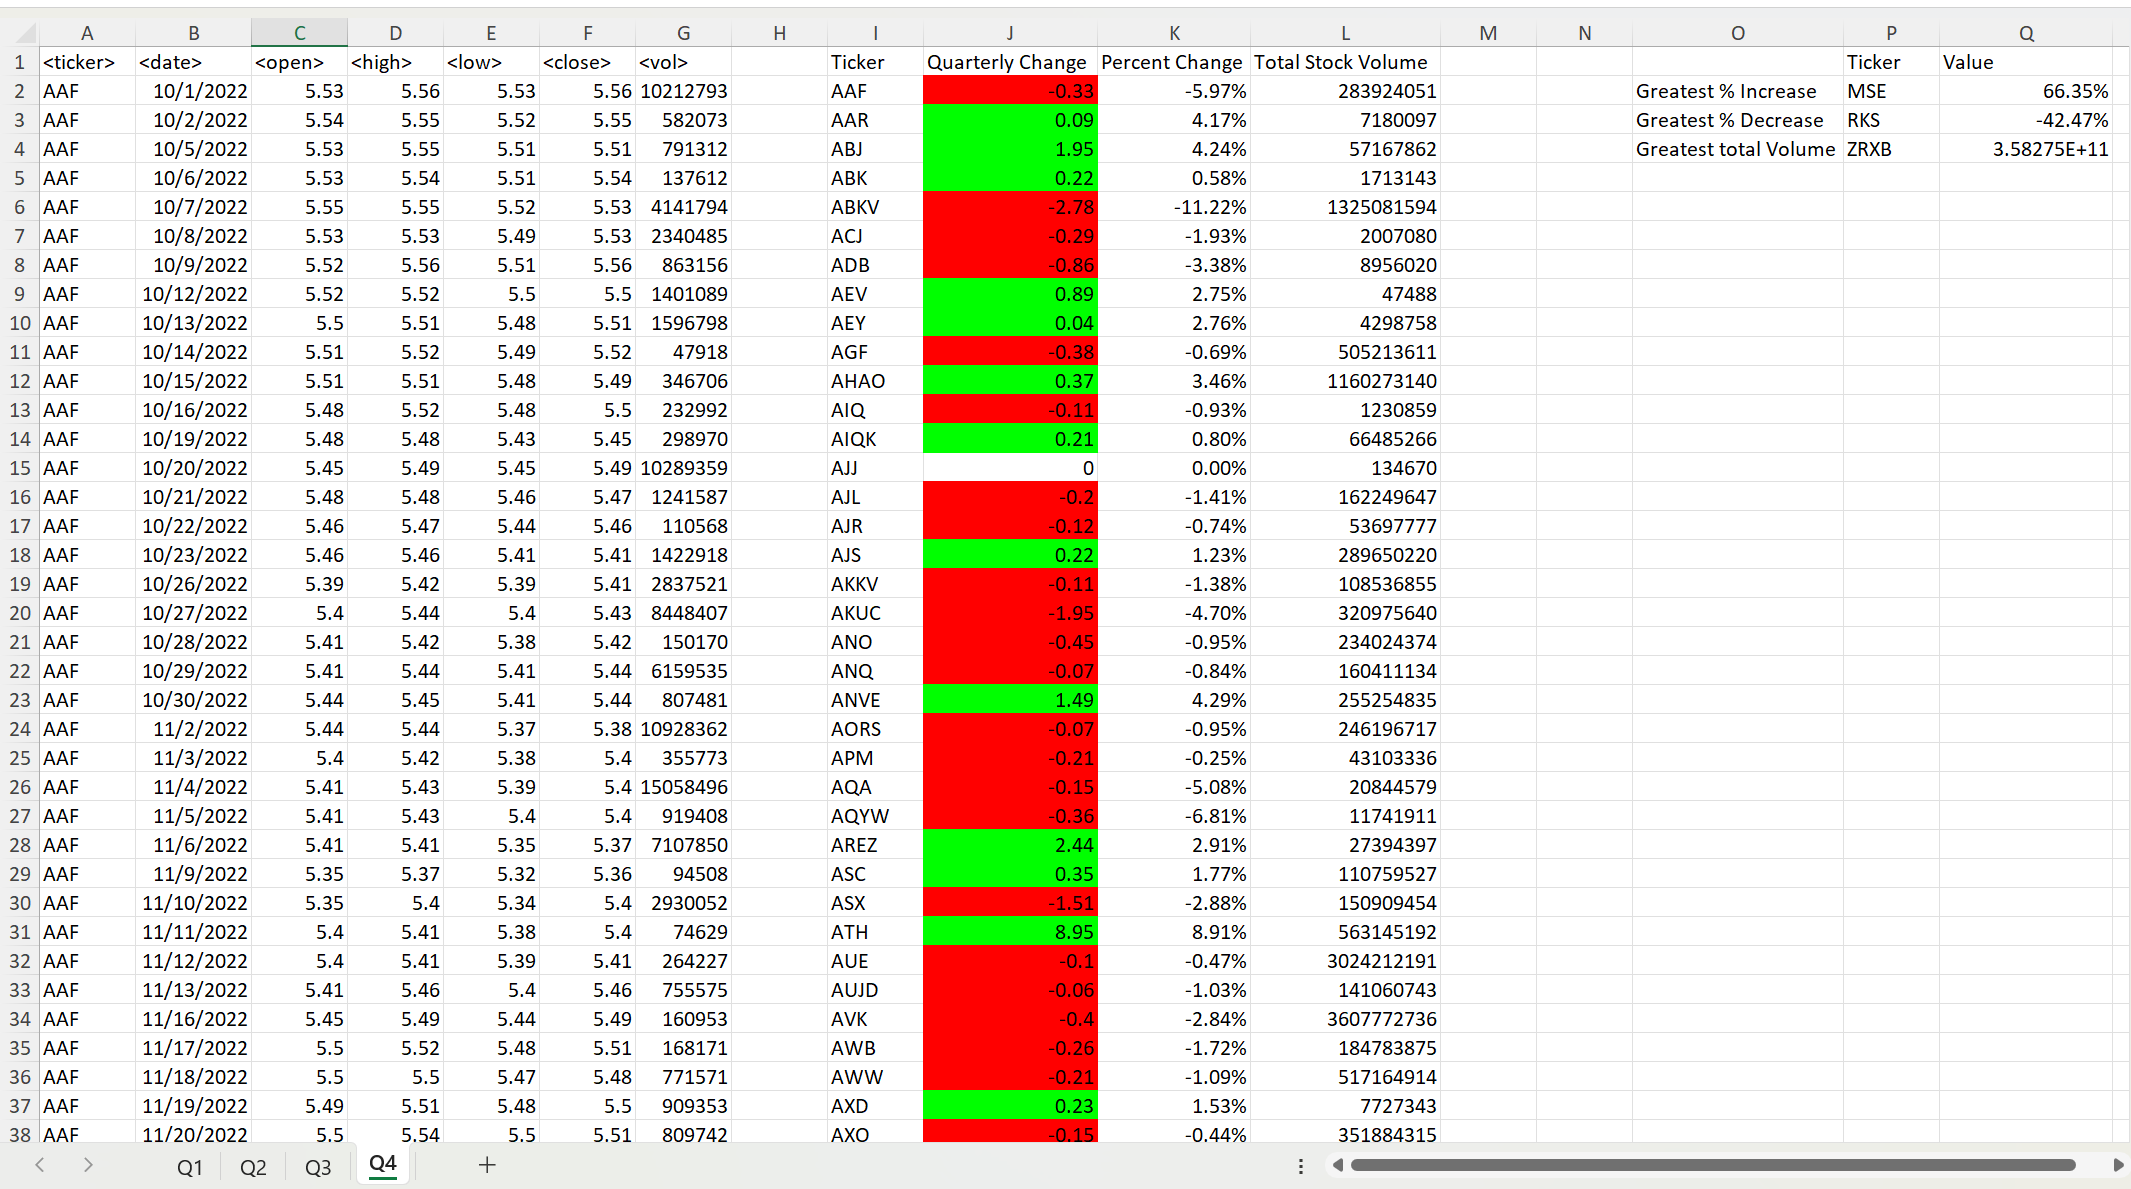 A B C D E F G H I J K L M N O P Q
1 <ticker> <date> <open> <high> <low> <close> <vol> Ticker Quarterly Change Percent Change Total Stock Volume Ticker Value
2 AAF 10/1/2022 5.53 5.56 5.53 5.56 10212793 AAF -0.33 -5.97% 283924051 Greatest % Increase MSE 66.35%
3 AAF 10/2/2022 5.54 5.55 5.52 5.55 582073 AAR 0.09 4.17% 7180097 Greatest % Decrease RKS -42.47%
4 AAF 10/5/2022 5.53 5.55 5.51 5.51 791312 ABJ 1.95 4.24% 57167862 Greatest total Volume ZRXB 3.58275E+11
5 AAF 10/6/2022 5.53 5.54 5.51 5.54 137612 ABK 0.22 0.58% 1713143
6 AAF 10/7/2022 5.55 5.55 5.52 5.53 4141794 ABKV -2.78 -11.22% 1325081594
7 AAF 10/8/2022 5.53 5.53 5.49 5.53 2340485 ACJ -0.29 -1.93% 2007080
8 AAF 10/9/2022 5.52 5.56 5.51 5.56 863156 ADB -0.86 -3.38% 8956020
9 AAF 10/12/2022 5.52 5.52 5.5 5.5 1401089 AEV 0.89 2.75% 47488
10 AAF 10/13/2022 5.5 5.51 5.48 5.51 1596798 AEY 0.04 2.76% 4298758
11 AAF 10/14/2022 5.51 5.52 5.49 5.52 47918 AGF -0.38 -0.69% 505213611
12 AAF 10/15/2022 5.51 5.51 5.48 5.49 346706 AHAO 0.37 3.46% 1160273140
13 AAF 10/16/2022 5.48 5.52 5.48 5.5 232992 AIQ -0.11 -0.93% 1230859
14 AAF 10/19/2022 5.48 5.48 5.43 5.45 298970 AIQK 0.21 0.80% 66485266
15 AAF 10/20/2022 5.45 5.49 5.45 5.49 10289359 AJJ 0 0.00% 134670
16 AAF 10/21/2022 5.48 5.48 5.46 5.47 1241587 AJL -0.2 -1.41% 162249647
17 AAF 10/22/2022 5.46 5.47 5.44 5.46 110568 AJR -0.12 -0.74% 53697777
18 AAF 10/23/2022 5.46 5.46 5.41 5.41 1422918 AJS 0.22 1.23% 289650220
19 AAF 10/26/2022 5.39 5.42 5.39 5.41 2837521 AKKV -0.11 -1.38% 108536855
20 AAF 10/27/2022 5.4 5.44 5.4 5.43 8448407 AKUC -1.95 -4.70% 320975640
21 AAF 10/28/2022 5.41 5.42 5.38 5.42 150170 ANO -0.45 -0.95% 234024374
22 AAF 10/29/2022 5.41 5.44 5.41 5.44 6159535 ANQ -0.07 -0.84% 160411134
23 AAF 10/30/2022 5.44 5.45 5.41 5.44 807481 ANVE 1.49 4.29% 255254835
24 AAF 11/2/2022 5.44 5.44 5.37 5.38 10928362 AORS -0.07 -0.95% 246196717
25 AAF 11/3/2022 5.4 5.42 5.38 5.4 355773 APM -0.21 -0.25% 43103336
26 AAF 11/4/2022 5.41 5.43 5.39 5.4 15058496 AQA -0.15 -5.08% 20844579
27 AAF 11/5/2022 5.41 5.43 5.4 5.4 919408 AQYW -0.36 -6.81% 11741911
28 AAF 11/6/2022 5.41 5.41 5.35 5.37 7107850 AREZ 2.44 2.91% 27394397
29 AAF 11/9/2022 5.35 5.37 5.32 5.36 94508 ASC 0.35 1.77% 110759527
30 AAF 11/10/2022 5.35 5.4 5.34 5.4 2930052 ASX -1.51 -2.88% 150909454
31 AAF 11/11/2022 5.4 5.41 5.38 5.4 74629 ATH 8.95 8.91% 563145192
32 AAF 11/12/2022 5.4 5.41 5.39 5.41 264227 AUE -0.1 -0.47% 3024212191
33 AAF 11/13/2022 5.41 5.46 5.4 5.46 755575 AUJD -0.06 -1.03% 141060743
34 AAF 11/16/2022 5.45 5.49 5.44 5.49 160953 AVK -0.4 -2.84% 3607772736
35 AAF 11/17/2022 5.5 5.52 5.48 5.51 168171 AWB -0.26 -1.72% 184783875
36 AAF 11/18/2022 5.5 5.5 5.47 5.48 771571 AWW -0.21 -1.09% 517164914
37 AAF 11/19/2022 5.49 5.51 5.48 5.5 909353 AXD 0.23 1.53% 7727343
38 AAF 11/20/2022 5.5 5.54 5.5 5.51 809742 AXO -0.15 -0.44% 351884315
Q1 Q2 Q3 Q4